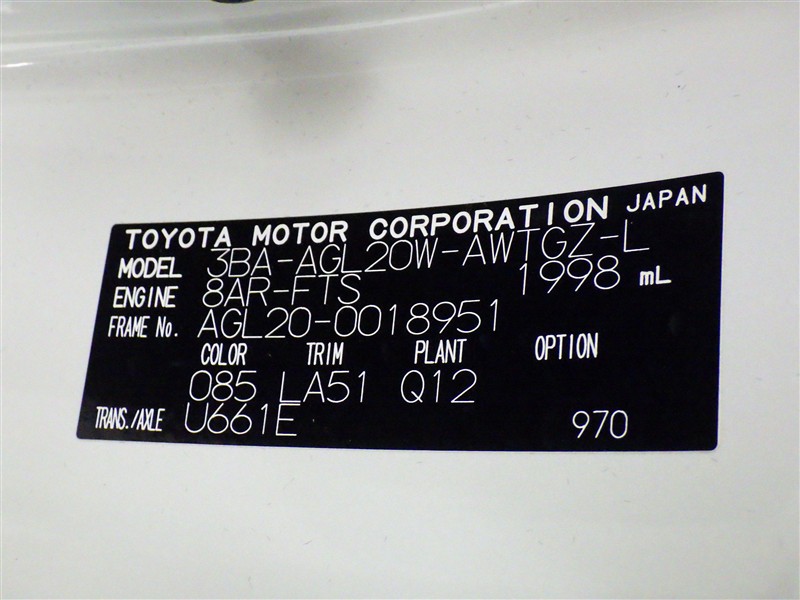 TOYOTA MOTOR CORPORATION JAPAN
MODEL 3BA-AGL20W-AWTGZ-L
ENGINE 8AR-FTS 1998 mL
FRAME No. AGL20-0018951
COLOR TRIM PLANT OPTION
085 LA51 Q12
TRANS./AXLE U661E 970